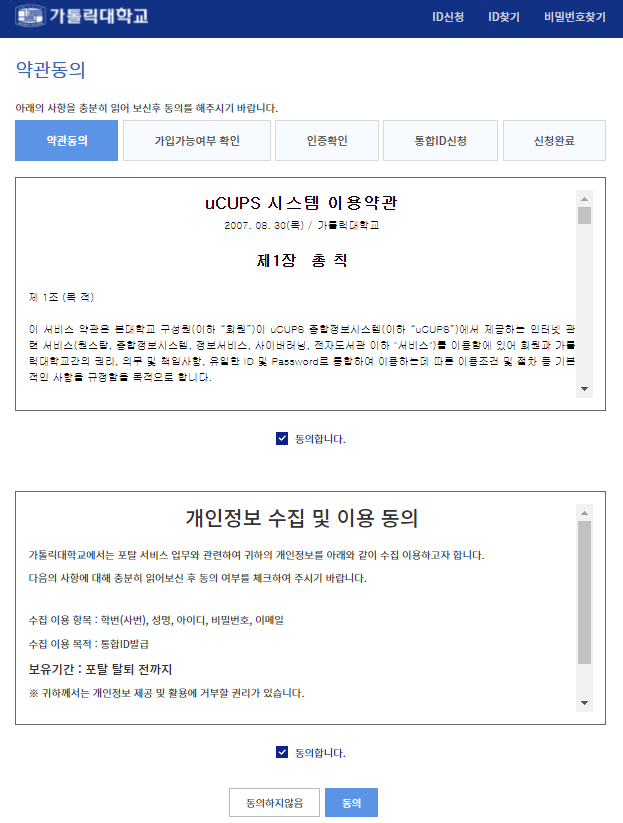 가톨릭대학교 ID신청 ID찾기 비밀번호찾기
약관동의
아래의 사항을 충분히 읽어 보신후 동의를 해주시기 바랍니다.
약관동의 가입가능여부 확인 인증확인 통합ID신청 신청완료
uCUPS 시스템 이용약관
2007. 08. 30(목) / 가톨릭대학교
제1장 총 칙
제 1조 (목 적)
이 서비스 약관은 본대학교 구성원(이하 "회원")이 uCUPS 종합정보시스템(이하 "uCUPS")에서 제공하는 인터넷 관
련 서비스(원스탑, 종합정보시스템, 정보서비스, 사이버러닝, 전자도서관 이하 "서비스")를 이용함에 있어 회원과 가톨
릭대학교간의 권리, 의무 및 책임사항, 유일한 ID 및 Password로 통합하여 이용하는데 따른 이용조건 및 절차 등 기본
적인 사항을 규정함을 목적으로 합니다.
동의합니다.
개인정보 수집 및 이용 동의
가톨릭대학교에서는 포탈 서비스 업무와 관련하여 귀하의 개인정보를 아래와 같이 수집 이용하고자 합니다.
다음의 사항에 대해 충분히 읽어보신 후 동의 여부를 체크하여 주시기 바랍니다.
수집 이용 항목 : 학번(사번), 성명, 아이디, 비밀번호, 이메일
수집 이용 목적 : 통합ID발급
보유기간 : 포탈 탈퇴 전까지
※ 귀하께서는 개인정보 제공 및 활용에 거부할 권리가 있습니다.
동의합니다.
동의하지않음 동의